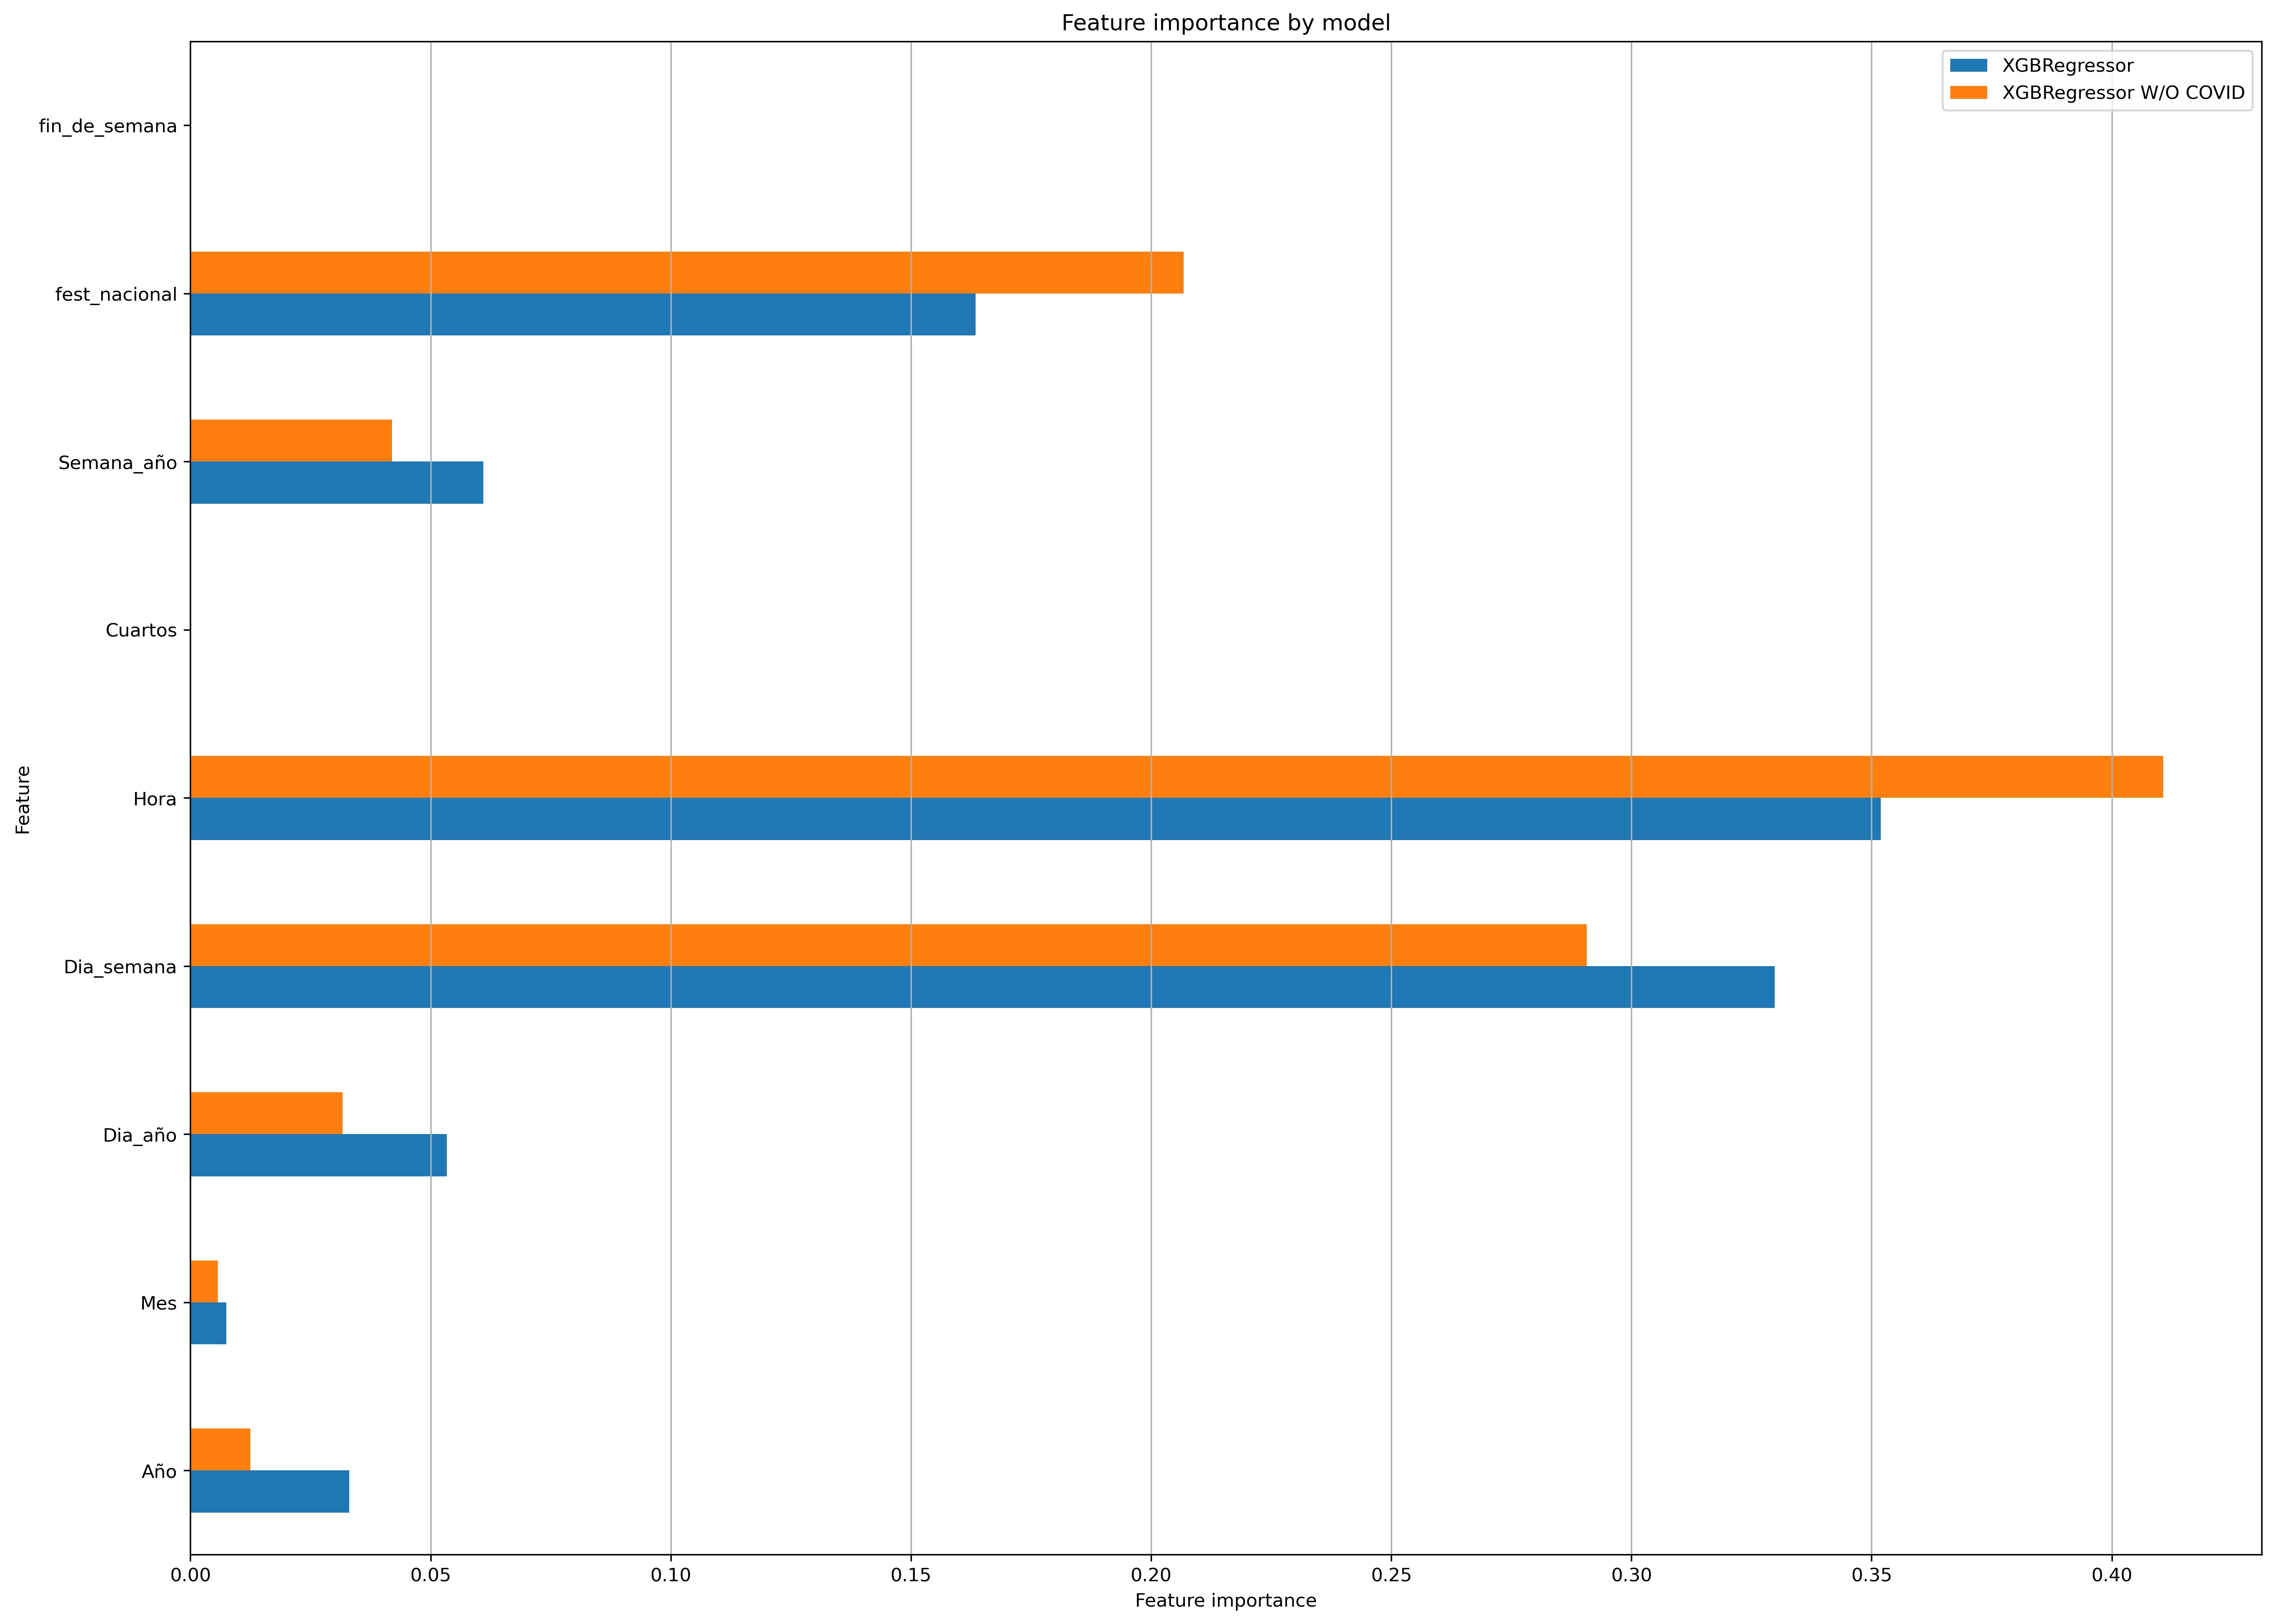 Feature importance by model
XGBRegressor
XGBRegressor W/O COVID
fin_de_semana
fest_nacional
Semana_año
Cuartos
Hora
Dia_semana
Dia_año
Mes
Año
Feature
0.00 0.05 0.10 0.15 0.20 0.25 0.30 0.35 0.40
Feature importance